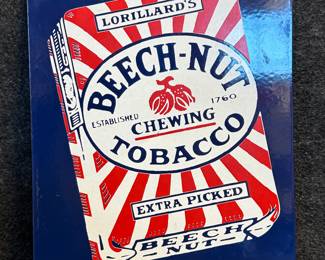 LORILLARD'S
BEECH-NUT
ESTABLISHED 1760
CHEWING
TOBACCO
EXTRA PICKED
BEECH
NUT